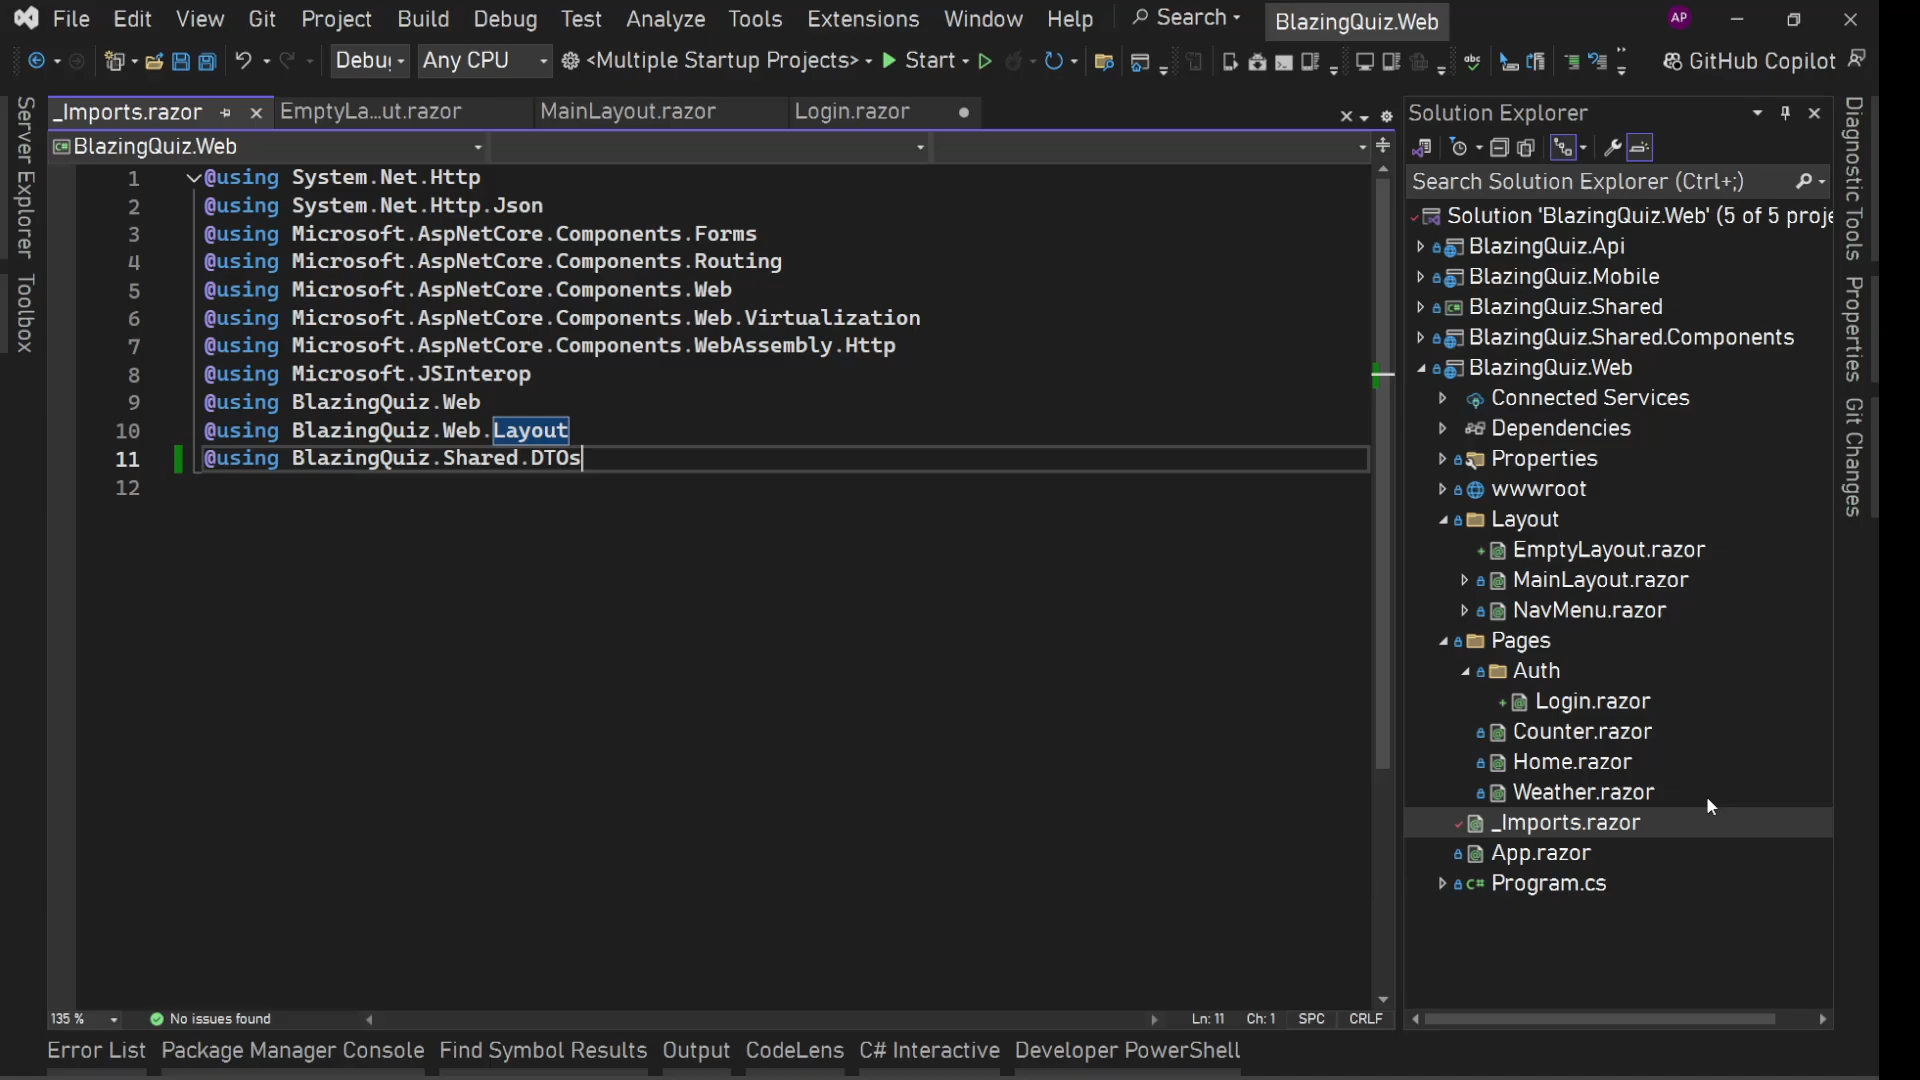 File Edit View Git Project Build Debug Test Analyze Tools Extensions Window Help Search BlazingQuiz.Web AP
Debu Any CPU <Multiple Startup Projects> Start GitHub Copilot
_Imports.razor EmptyLa...ut.razor MainLayout.razor Login.razor
BlazingQuiz.Web
1 @using System.Net.Http
2 @using System.Net.Http.Json
3 @using Microsoft.AspNetCore.Components.Forms
4 @using Microsoft.AspNetCore.Components.Routing
5 @using Microsoft.AspNetCore.Components.Web
6 @using Microsoft.AspNetCore.Components.Web.Virtualization
7 @using Microsoft.AspNetCore.Components.WebAssembly.Http
8 @using Microsoft.JSInterop
9 @using BlazingQuiz.Web
10 @using BlazingQuiz.Web.Layout
11 @using BlazingQuiz.Shared.DTOs
12
135 % No issues found Ln: 11 Ch: 1 SPC CRLF
Error List Package Manager Console Find Symbol Results Output CodeLens C# Interactive Developer PowerShell
Server Explorer
Toolbox
Solution Explorer
Search Solution Explorer (Ctrl+;)
Solution 'BlazingQuiz.Web' (5 of 5 proje
BlazingQuiz.Api
BlazingQuiz.Mobile
BlazingQuiz.Shared
BlazingQuiz.Shared.Components
BlazingQuiz.Web
Connected Services
Dependencies
Properties
wwwroot
Layout
EmptyLayout.razor
MainLayout.razor
NavMenu.razor
Pages
Auth
Login.razor
Counter.razor
Home.razor
Weather.razor
_Imports.razor
App.razor
C# Program.cs
Diagnostic Tools
Properties
Git Changes